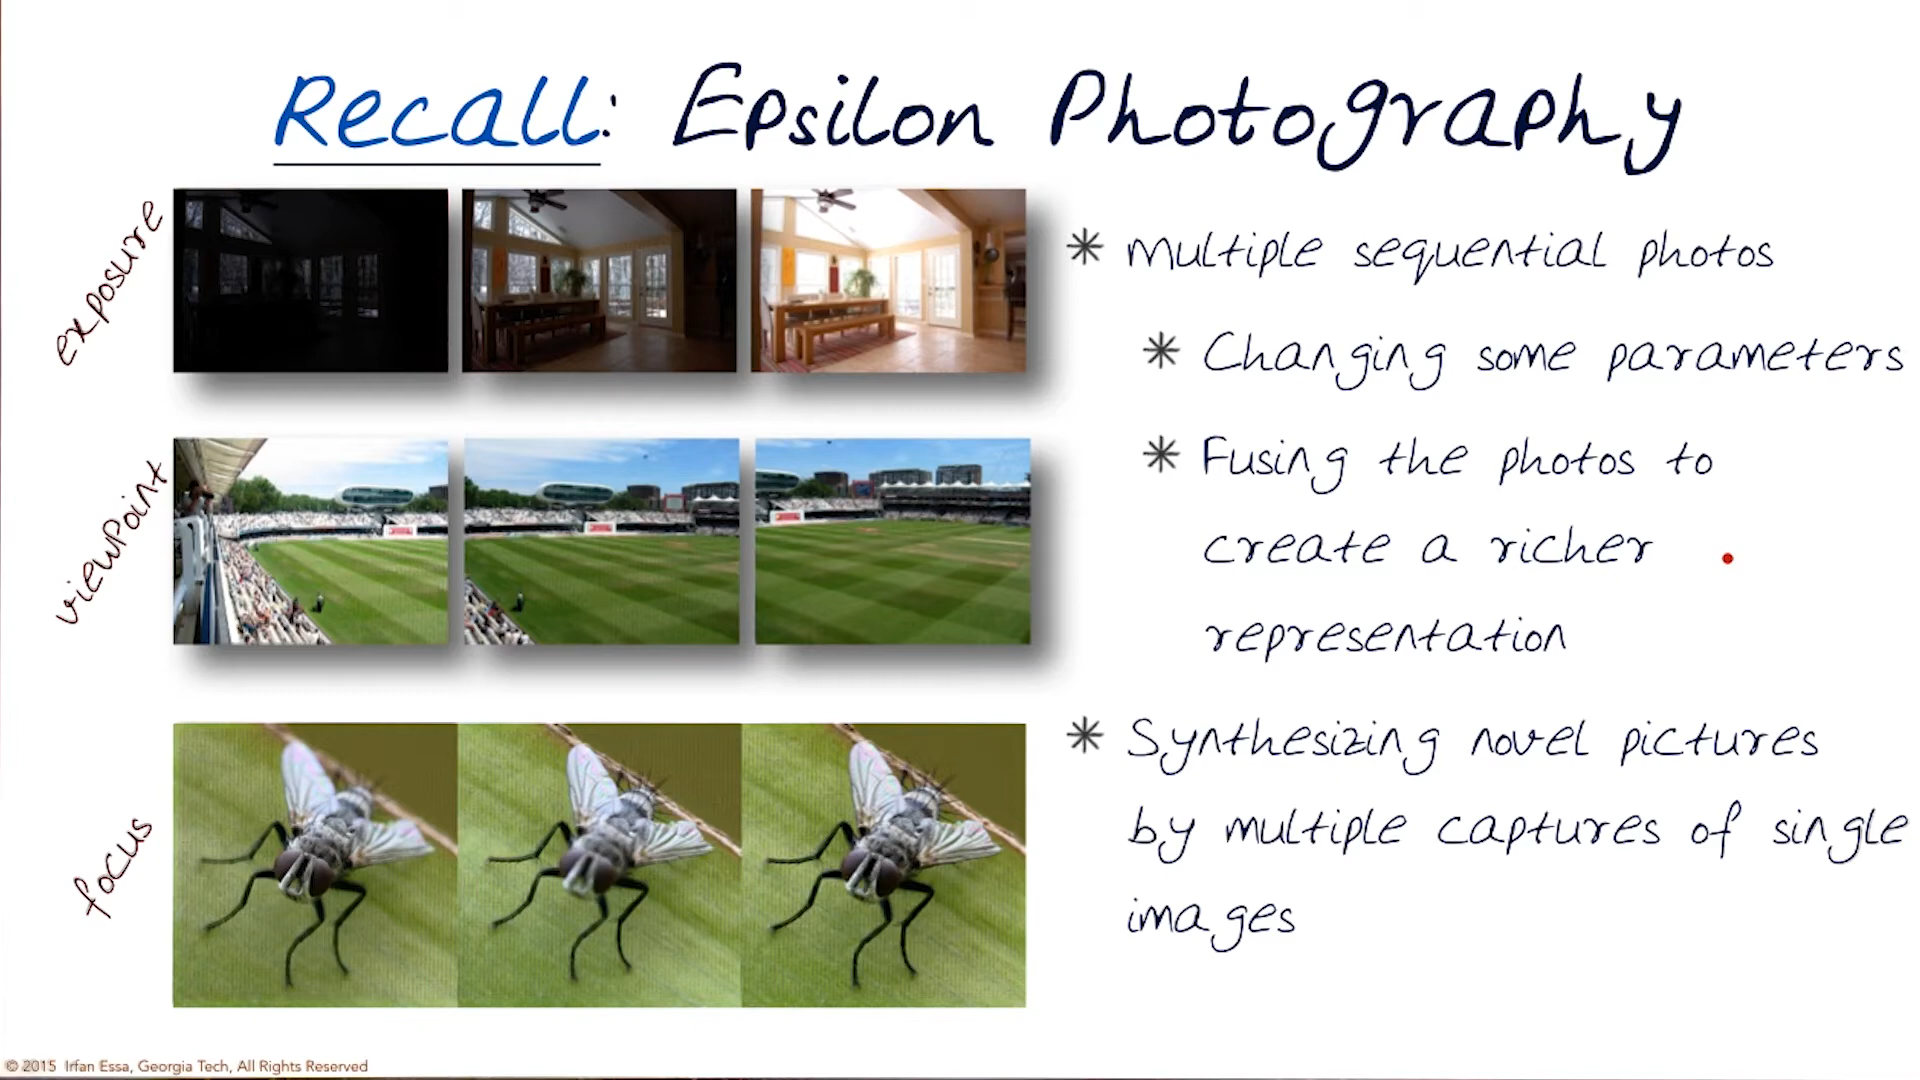 Recall: Epsilon Photography
exposure
viewpoint
focus
* Multiple sequential photos
* Changing some parameters
* Fusing the photos to
create a richer
representation
* Synthesizing novel pictures
by multiple captures of single
images
© 2015 Irfan Essa, Georgia Tech, All Rights Reserved